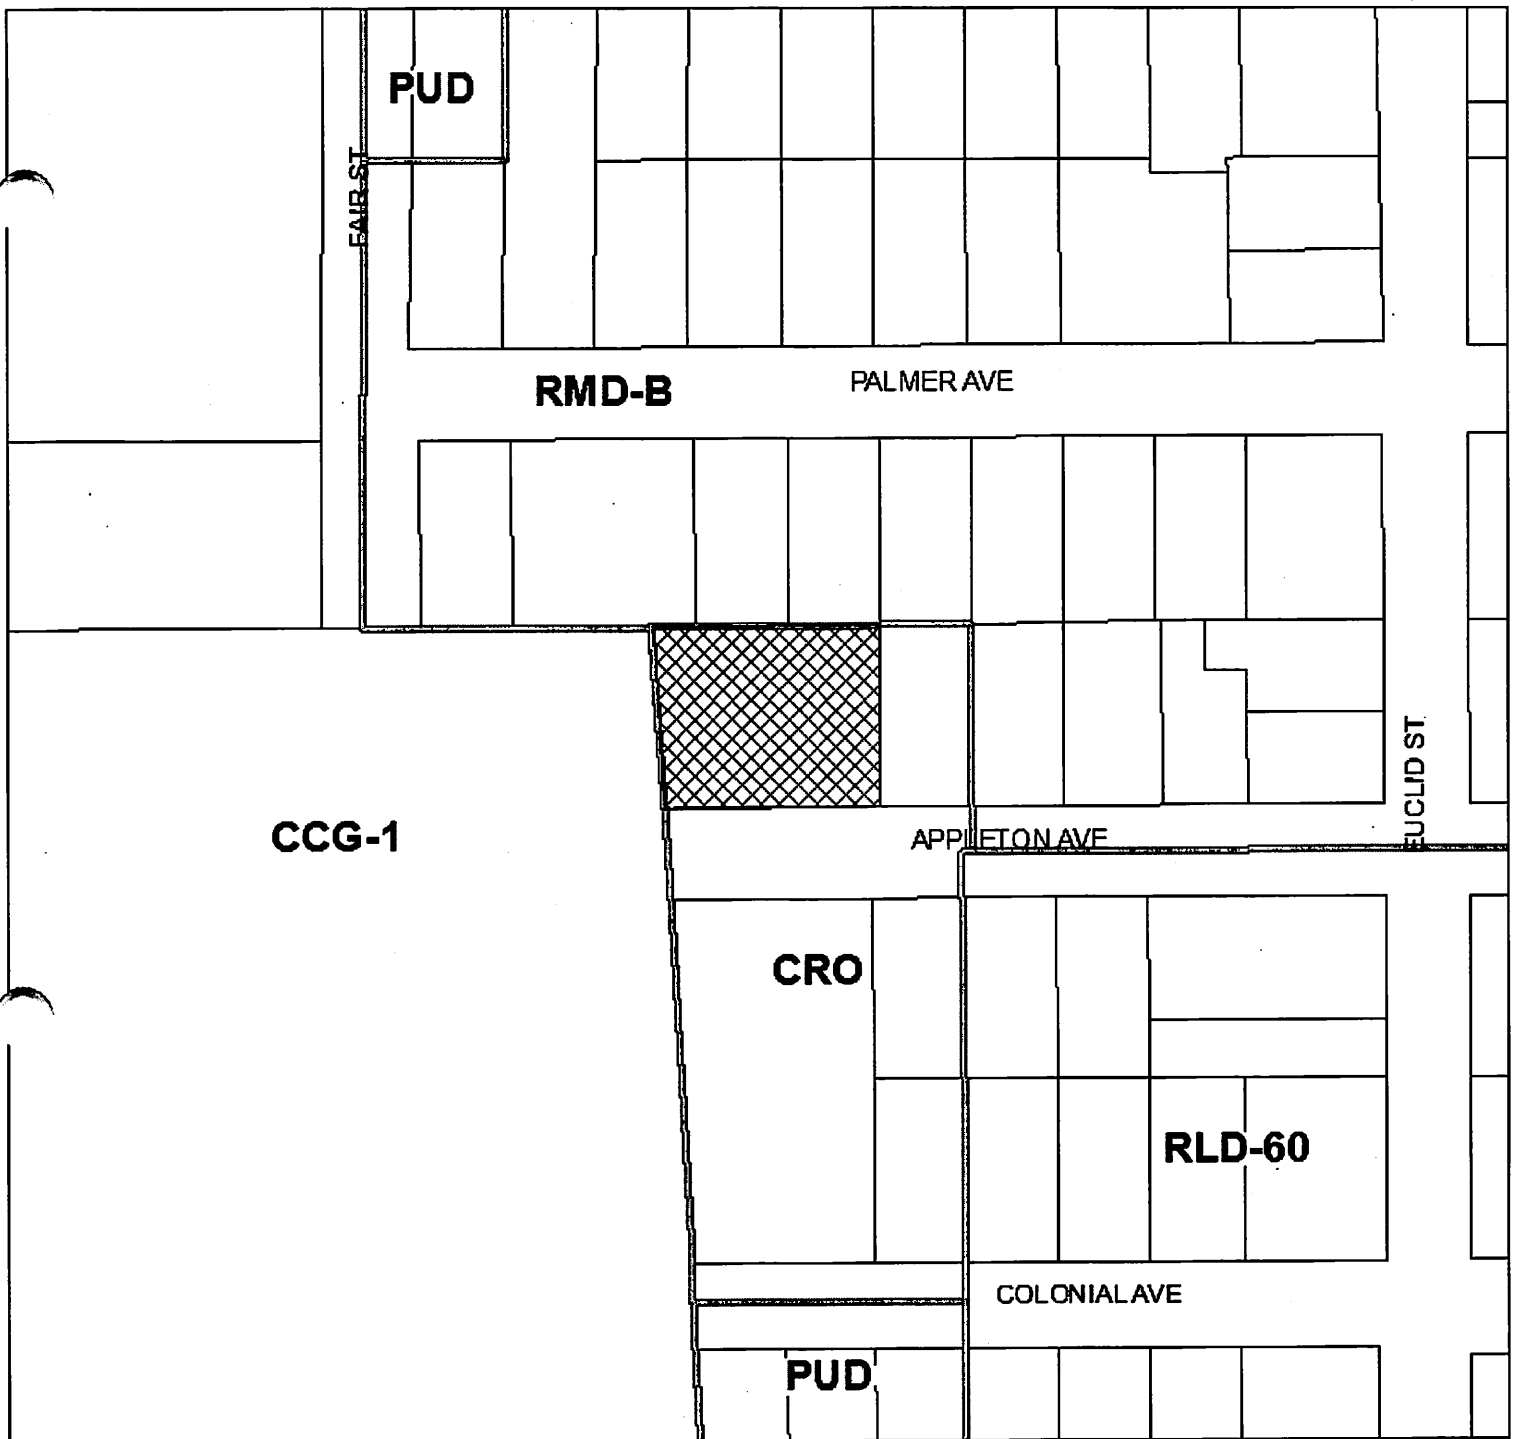 PUD
FAIR ST
RMD-B
PALMER AVE
EUCLID ST
CCG-1
APPLETON AVE
CRO
RLD-60
COLONIAL AVE
PUD